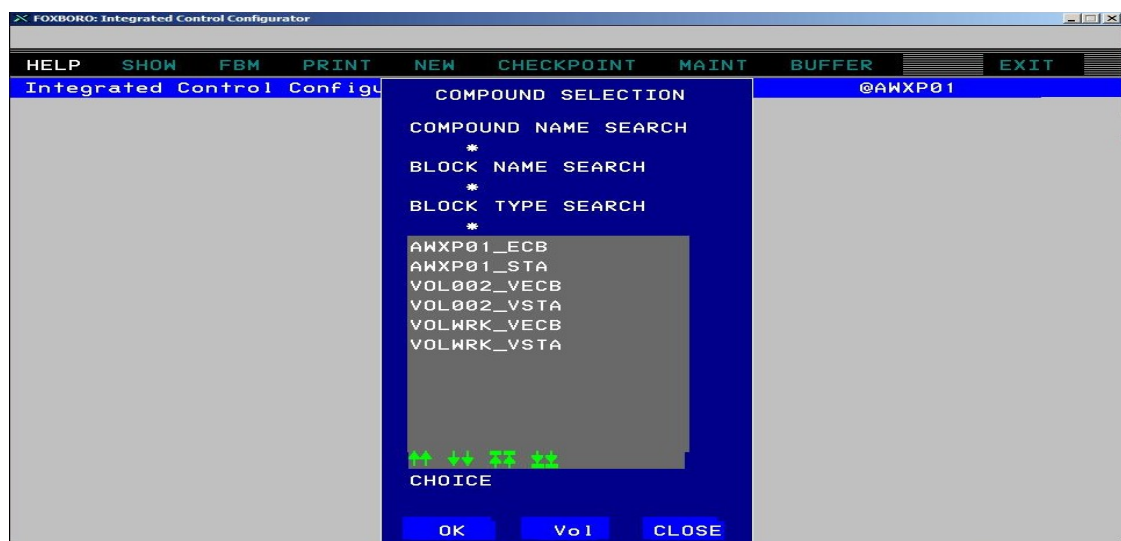 FOXBORO: Integrated Control Configurator
HELP SHOW FBM PRINT NEW CHECKPOINT MAINT BUFFER EXIT
Integrated Control Configu @AWXP01
COMPOUND SELECTION
COMPOUND NAME SEARCH
*
BLOCK NAME SEARCH
*
BLOCK TYPE SEARCH
*
AWXP01_ECB
AWXP01_STA
VOL002_VECB
VOL002_VSTA
VOLWRK_VECB
VOLWRK_VSTA
CHOICE
OK Vol CLOSE